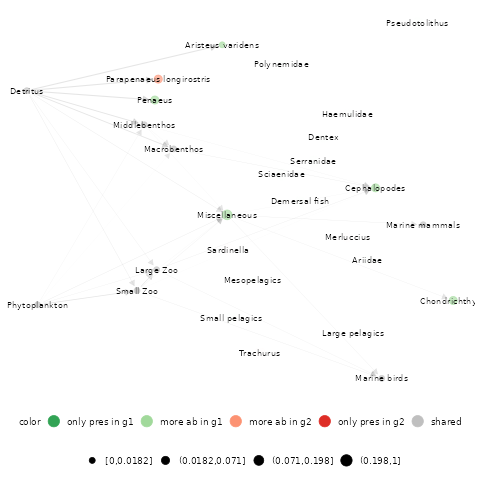 Pseudotolithus
Aristeus varidens
Polynemidae
Parapenaeus longirostris
Detritus
Penaeus
Haemulidae
Middlebenthos
Dentex
Macrobenthos
Serranidae
Sciaenidae
Cephalopodes
Demersal fish
Miscellaneous
Marine mammals
Merluccius
Sardinella
Ariidae
Large Zoo
Mesopelagics
Small Zoo
Chondrichthy
Phytoplankton
Small pelagics
Large pelagics
Trachurus
Marine birds
color only pres in g1 more ab in g1 more ab in g2 only pres in g2 shared
[0,0.0182] (0.0182,0.071] (0.071,0.198] (0.198,1]